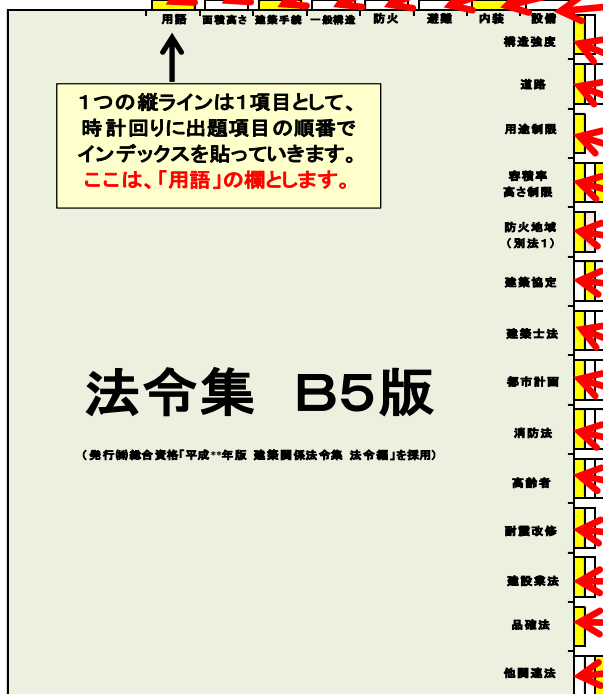 用語 面積高さ 建築手続 一般構造 防火 避難 内装 設備
構造強度
1つの縦ラインは1項目として、
時計回りに出題項目の順番で
インデックスを貼っていきます。
ここは、「用語」の欄とします。
道路
用途制限
容積率
高さ制限
防火地域
（別法1）
建築協定
建築士法
都市計画
法令集 B5版
消防法
（発行㈱総合資格「平成**年版 建築関係法令集 法令編」を採用）
高齢者
耐震改修
建設業法
品確法
他関連法